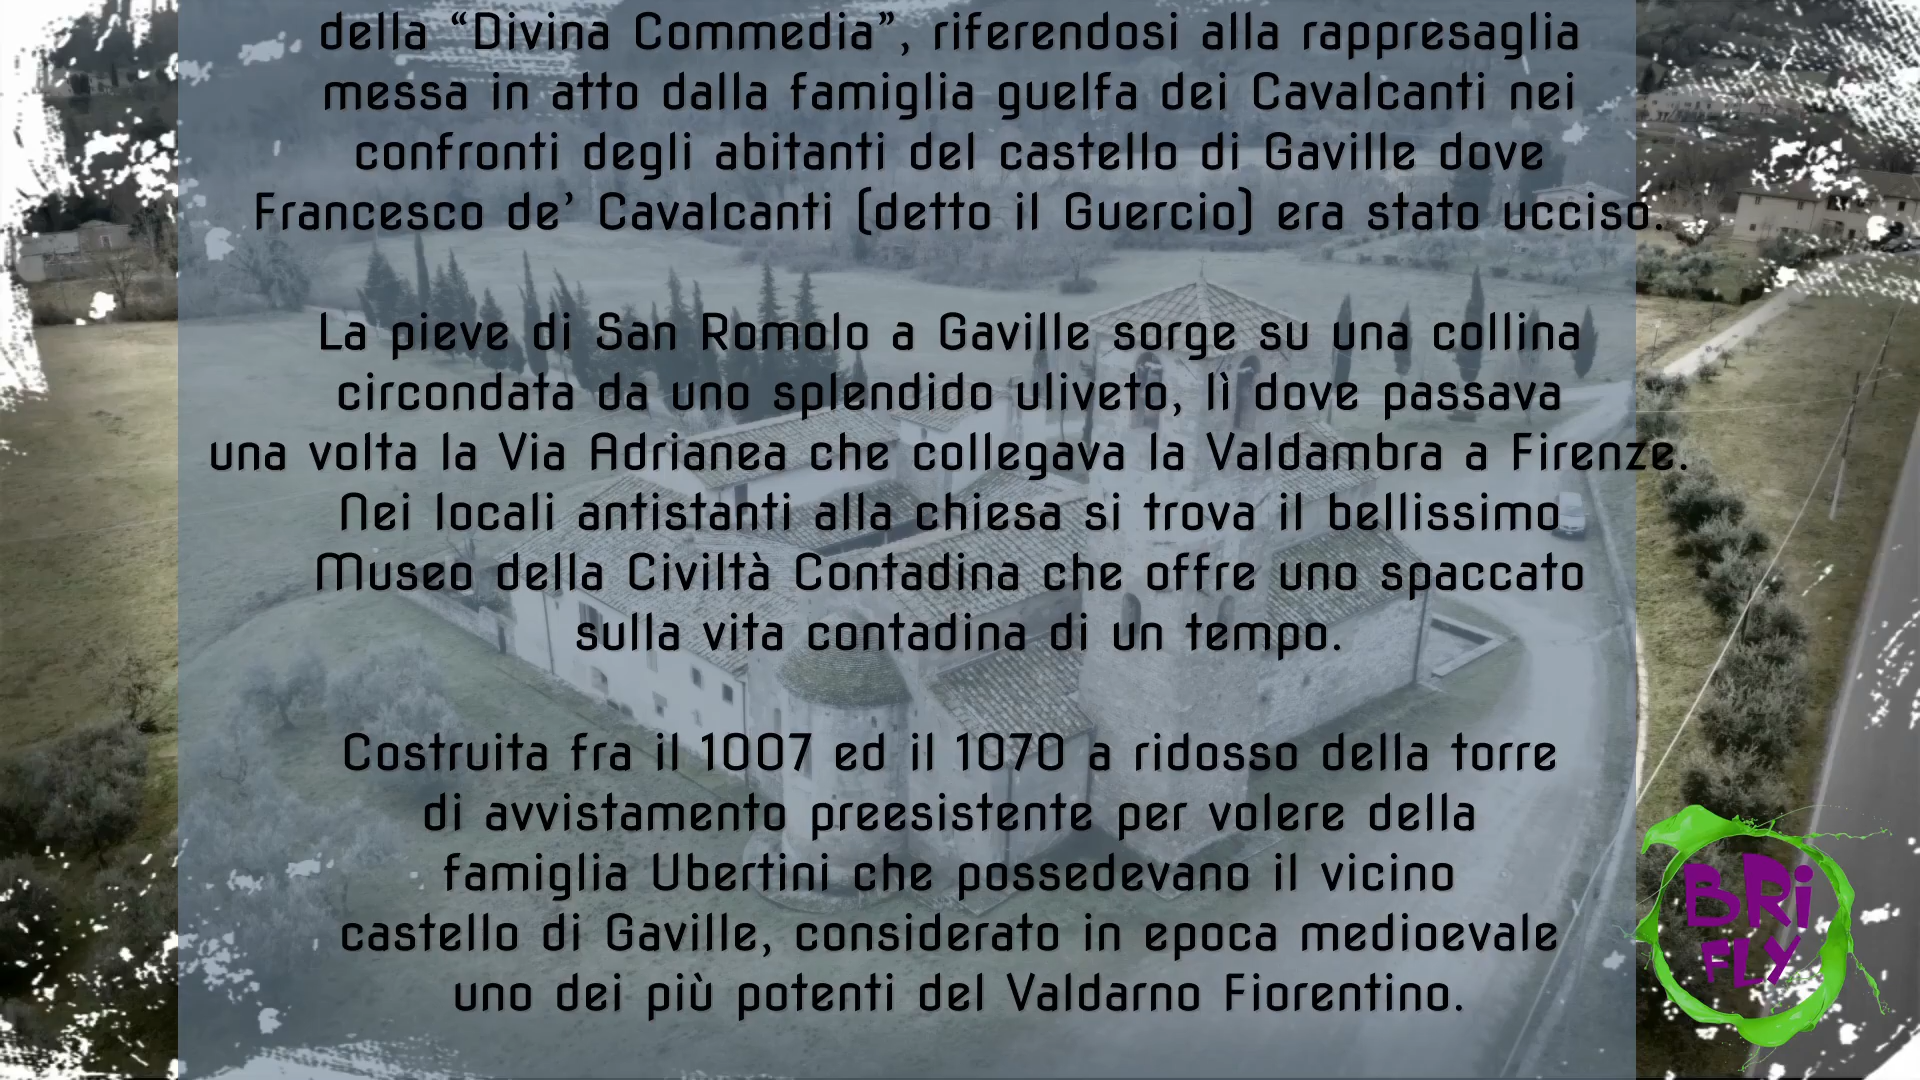 della “Divina Commedia”, riferendosi alla rappresaglia
messa in atto dalla famiglia guelfa dei Cavalcanti nei
confronti degli abitanti del castello di Gaville dove
Francesco de’ Cavalcanti (detto il Guercio) era stato ucciso.
La pieve di San Romolo a Gaville sorge su una collina
circondata da uno splendido uliveto, lì dove passava
una volta la Via Adrianea che collegava la Valdambra a Firenze.
Nei locali antistanti alla chiesa si trova il bellissimo
Museo della Civiltà Contadina che offre uno spaccato
sulla vita contadina di un tempo.
Costruita fra il 1007 ed il 1070 a ridosso della torre
di avvistamento preesistente per volere della
famiglia Ubertini che possedevano il vicino
castello di Gaville, considerato in epoca medioevale
uno dei più potenti del Valdarno Fiorentino.
BRi
FLY